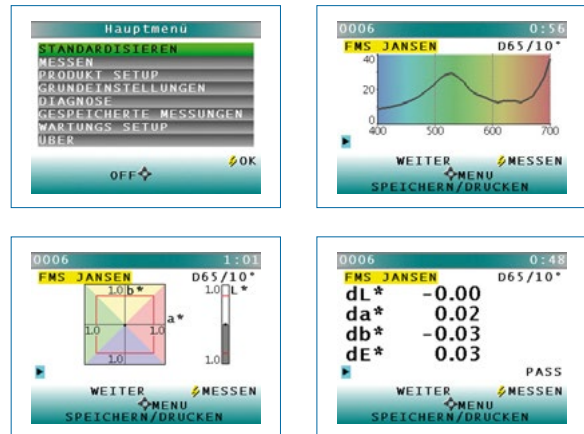 Hauptmenü
STANDARDISIEREN
MESSEN
PRODUKT SETUP
GRUNDEINSTELLUNGEN
DIAGNOSE
GESPEICHERTE MESSUNGEN
WARTUNGS SETUP
ÜBER
OK
OFF
0006 0:56
FMS JANSEN D65/10°
40
20
0
400 500 600 700
WEITER MESSEN
MENU
SPEICHERN/DRUCKEN
0006 1:01
FMS JANSEN D65/10°
1.0 b* 1.0 L*
a*
1.0 1.0
1.0 1.0
WEITER MESSEN
MENU
SPEICHERN/DRUCKEN
0006 0:48
FMS JANSEN D65/10°
dL* -0.00
da* 0.02
db* -0.03
dE* 0.03
PASS
WEITER MESSEN
MENU
SPEICHERN/DRUCKEN